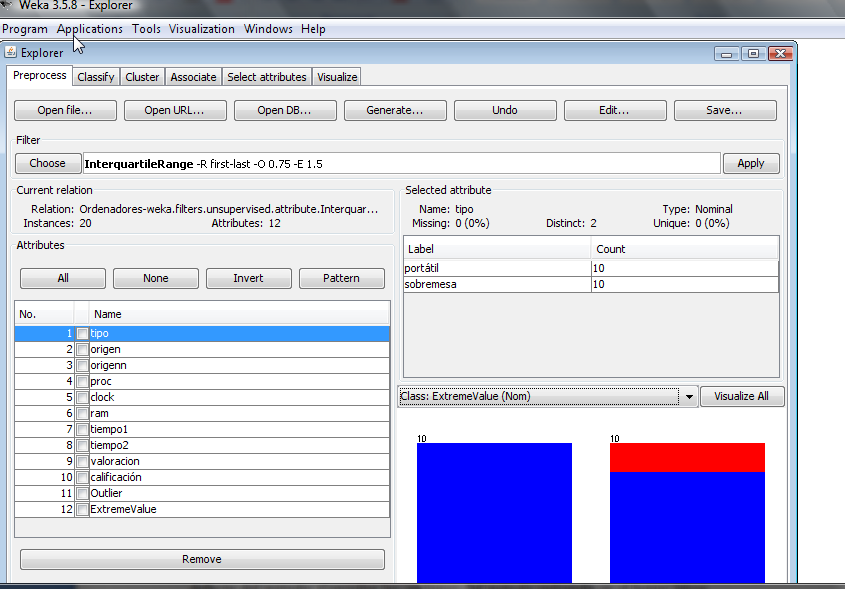 Weka 3.5.8 - Explorer
Program Applications Tools Visualization Windows Help
Explorer
Preprocess Classify Cluster Associate Select attributes Visualize
Open file... Open URL... Open DB... Generate... Undo Edit... Save...
Filter
Choose InterquartileRange -R first-last -O 0.75 -E 1.5 Apply
Current relation
Relation: Ordenadores-weka.filters.unsupervised.attribute.Interquar...
Instances: 20 Attributes: 12
Attributes
All None Invert Pattern
No. Name
1 tipo
2 origen
3 origenn
4 proc
5 clock
6 ram
7 tiempo1
8 tiempo2
9 valoracion
10 calificación
11 Outlier
12 ExtremeValue
Remove
Selected attribute
Name: tipo Type: Nominal
Missing: 0 (0%) Distinct: 2 Unique: 0 (0%)
Label Count
portátil 10
sobremesa 10
Class: ExtremeValue (Nom) Visualize All
10 10